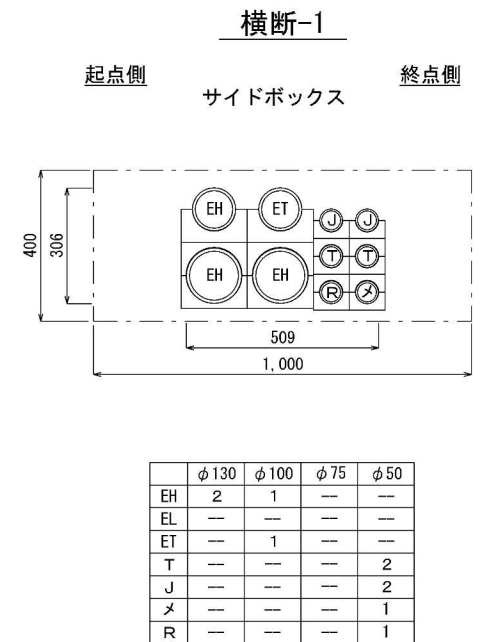 横断-1
起点側
終点側
サイドボックス
EH ET J J
400 306
T T
EH EH
R メ
509
1,000
φ130 φ100 φ75 φ50
EH 2 1 -- --
EL -- -- -- --
ET -- 1 -- --
T -- -- -- 2
J -- -- -- 2
メ -- -- -- 1
R -- -- -- 1